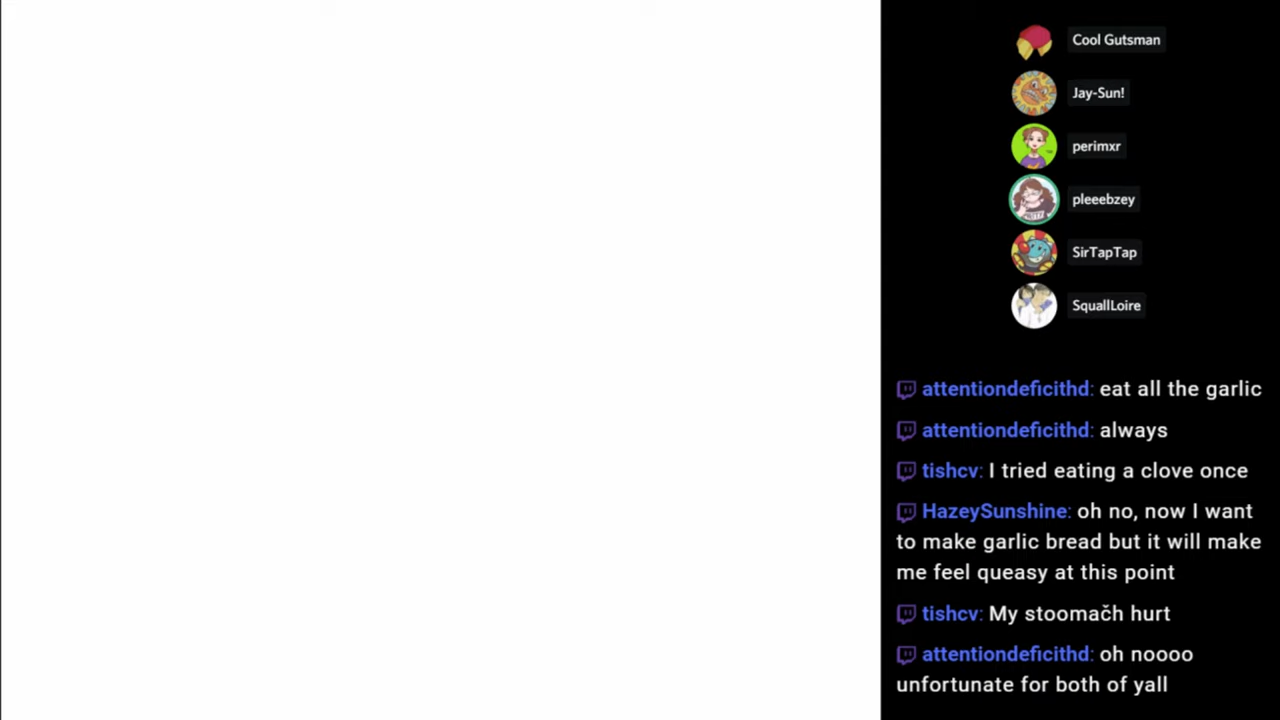 Cool Gutsman
Jay-Sun!
perimxr
pleeebzey
SirTapTap
SquallLoire
attentiondeficithd: eat all the garlic
attentiondeficithd: always
tishcv: I tried eating a clove once
HazeySunshine: oh no, now I want
to make garlic bread but it will make
me feel queasy at this point
tishcv: My stoomačh hurt
attentiondeficithd: oh noooo
unfortunate for both of yall